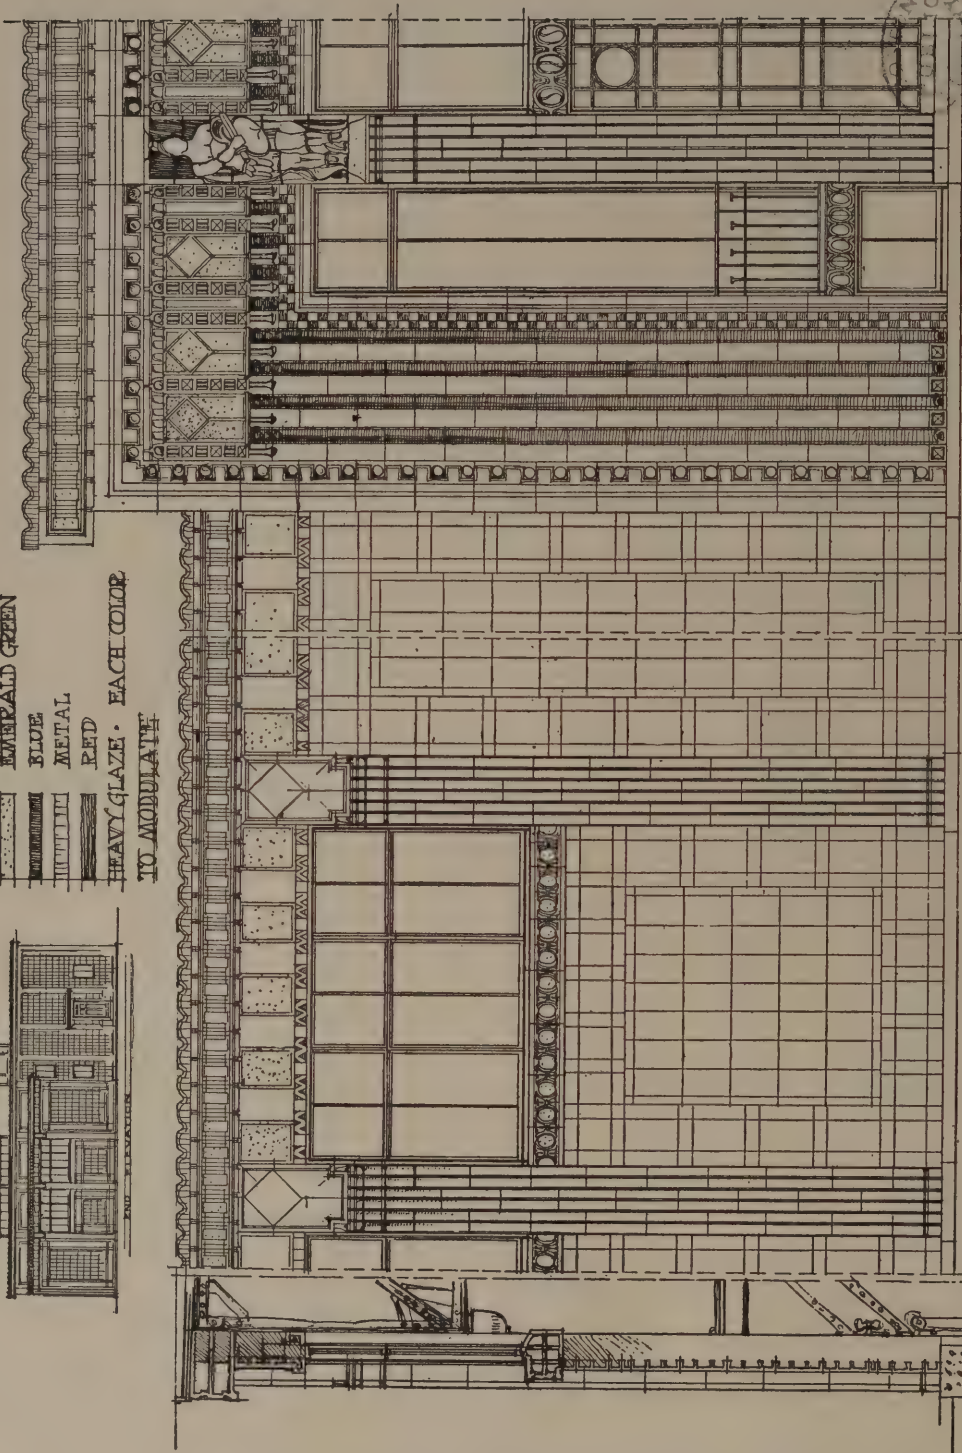 EMERALD GREEN
BLUE
METAL
RED
HEAVY GLAZE · EACH COLOR
TO MODULATE
END ELEVATION